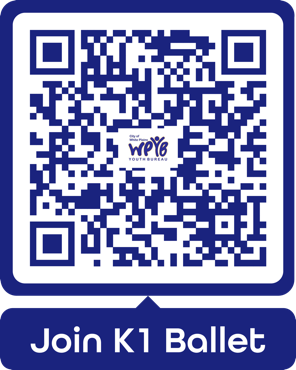 City of
White Plains
WPYB
YOUTH BUREAU
Join K1 Ballet